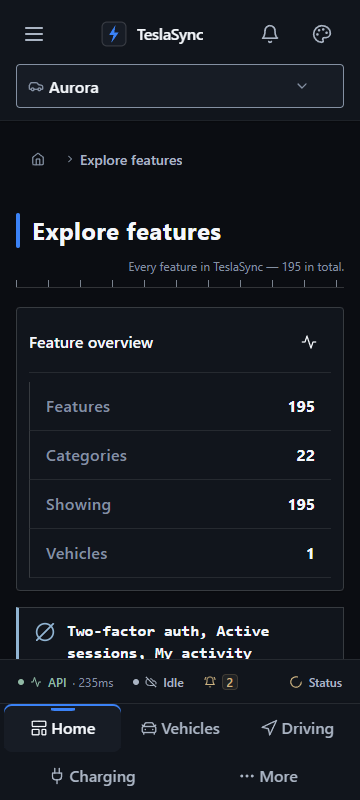 TeslaSync
Aurora
Explore features
Explore features
Every feature in TeslaSync — 195 in total.
Feature overview
Features 195
Categories 22
Showing 195
Vehicles 1
Two-factor auth, Active
sessions, My activity
API · 235ms Idle 2 Status
Home Vehicles Driving
Charging More